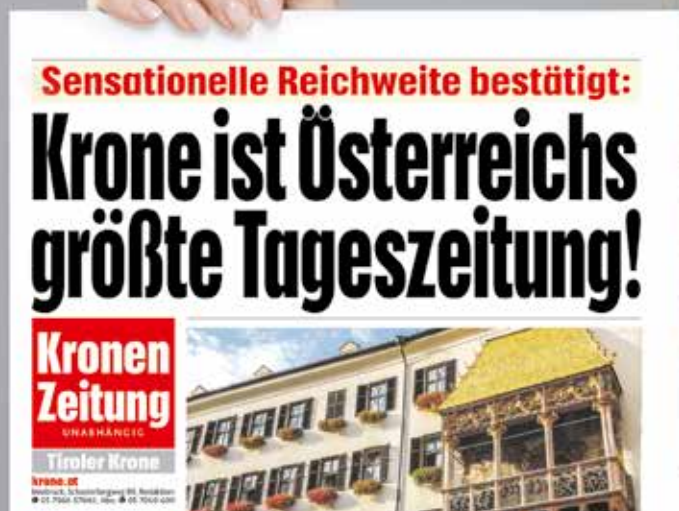 Sensationelle Reichweite bestätigt:
Krone ist Österreichs
größte Tageszeitung!
Kronen
Zeitung
UNABHÄNGIG
Tiroler Krone
krone.at